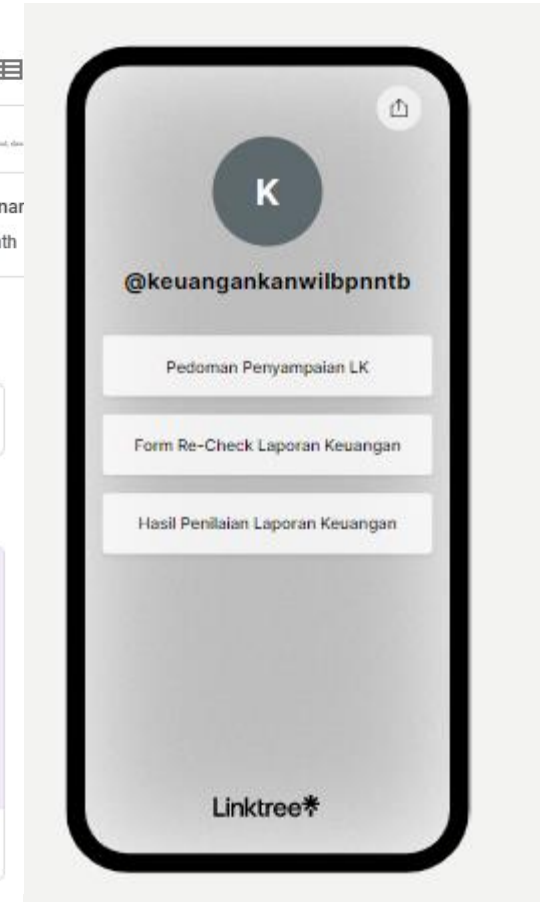 K
@keuangankanwilbpnntb
Pedoman Penyampaian LK
Form Re-Check Laporan Keuangan
Hasil Penilaian Laporan Keuangan
Linktree